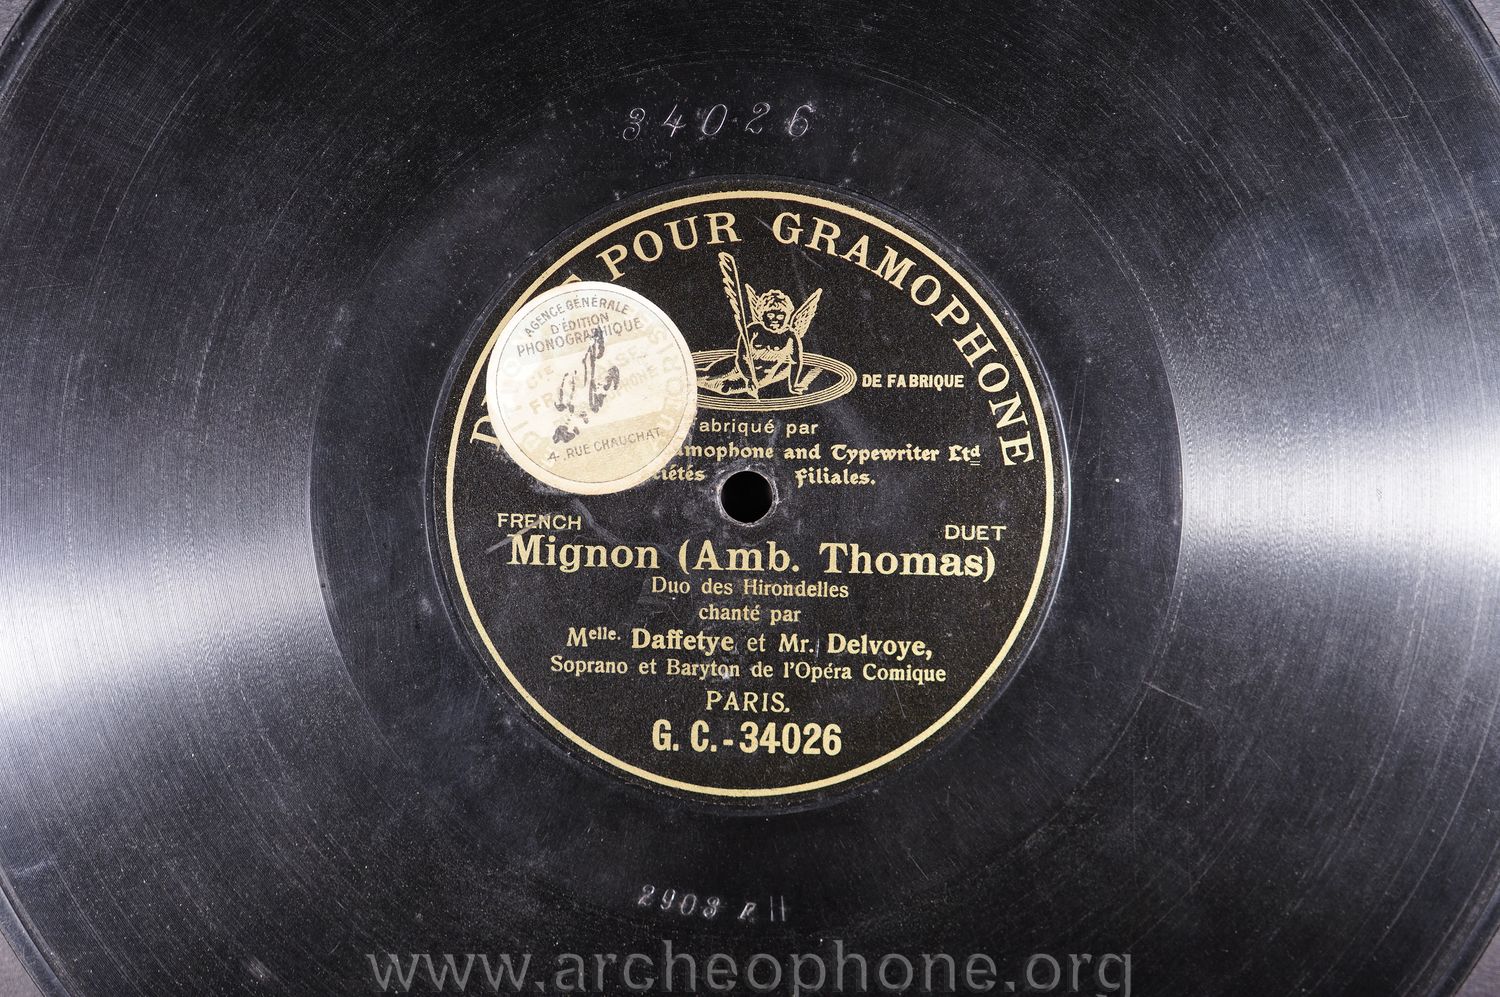 34026
POUR GRAMOPHONE
AGENCE GÉNÉRALE
D'ÉDITION
PHONOGRAPHIQUE
4, RUE CHAUCHAT
DE FABRIQUE
abriqué par
amophone and Typewriter Ltd
iétés filiales.
FRENCH DUET
Mignon (Amb. Thomas)
Duo des Hirondelles
chanté par
Melle. Daffetye et Mr. Delvoye,
Soprano et Baryton de l'Opéra Comique
PARIS.
G. C.-34026
2903 F II
www.archeophone.org